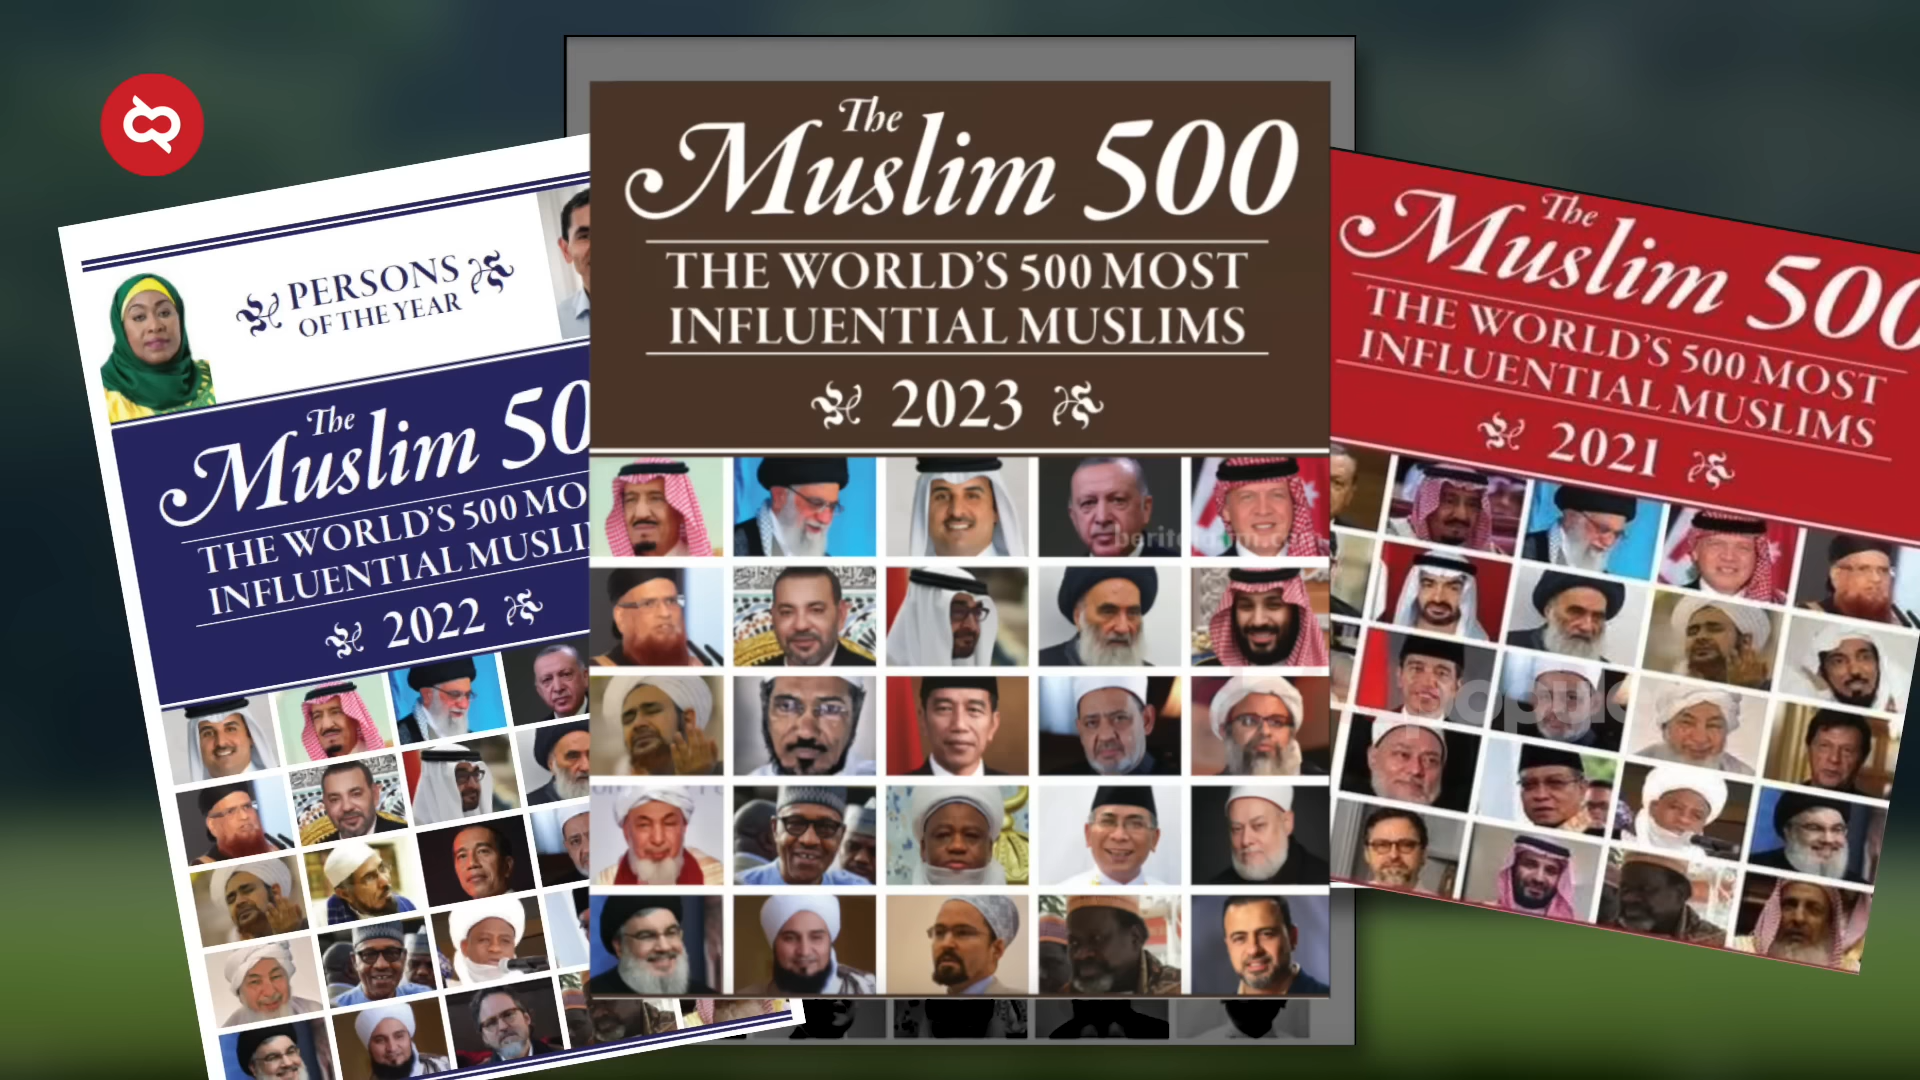 PERSONS
OF THE YEAR
The
Muslim 50
THE WORLD'S 500 MO
INFLUENTIAL MUSLI
2022
The
Muslim 500
THE WORLD'S 500 MOST
INFLUENTIAL MUSLIMS
2023
The
Muslim 500
THE WORLD'S 500 MOST
INFLUENTIAL MUSLIMS
2021